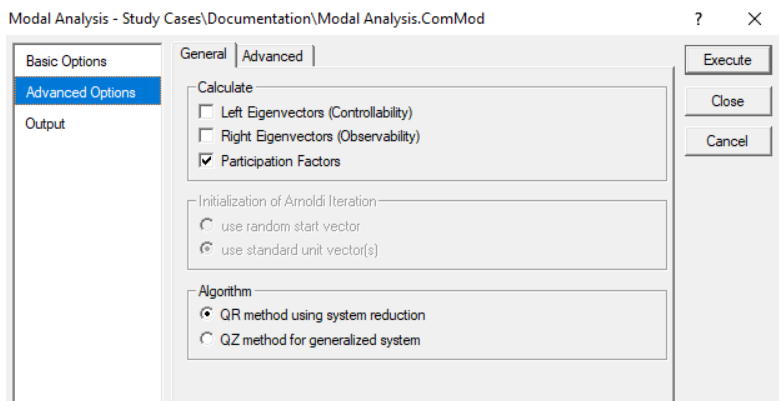 Modal Analysis - Study Cases\Documentation\Modal Analysis.ComMod ? ×
Basic Options
Advanced Options
Output
General Advanced
Calculate
Left Eigenvectors (Controllability)
Right Eigenvectors (Observability)
Participation Factors
Initialization of Arnoldi Iteration
use random start vector
use standard unit vector(s)
Algorithm
QR method using system reduction
QZ method for generalized system
Execute
Close
Cancel